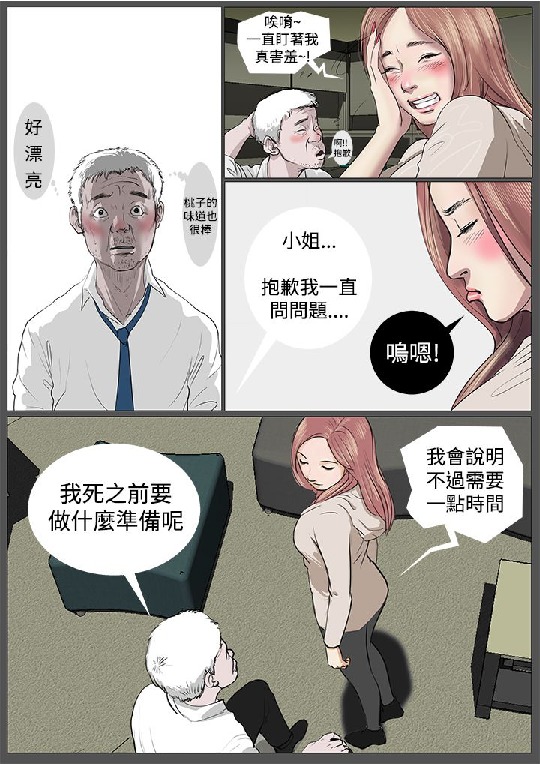 好
漂
亮
桃子的
味道也
很棒
唉唷~
一直盯著我
真害羞~!
啊!!
抱歉
小姐...
抱歉我一直
問問題....
嗚嗯!
我死之前要
做什麼準備呢
我會說明
不過需要
一點時間